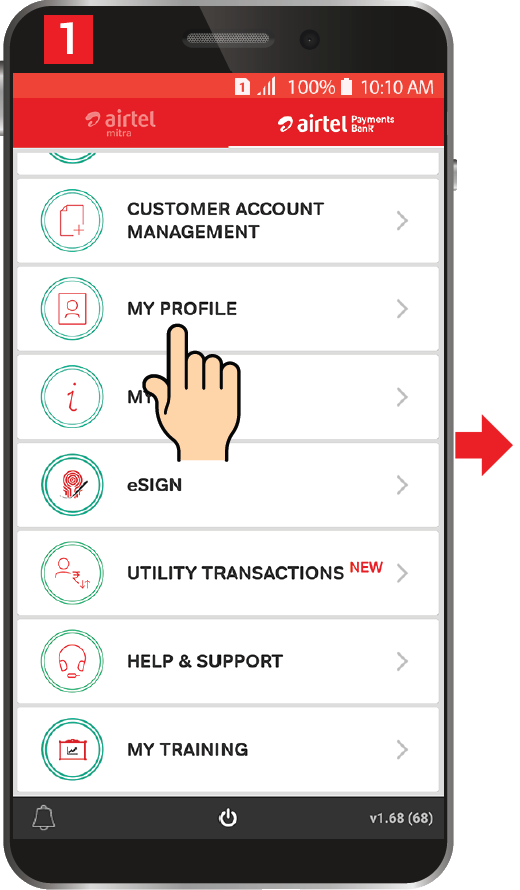 1
1 100% 10:10 AM
airtel
mitra
airtel Payments
Bank
CUSTOMER ACCOUNT
MANAGEMENT
MY PROFILE
MY
eSIGN
UTILITY TRANSACTIONS NEW
HELP & SUPPORT
MY TRAINING
v1.68 (68)